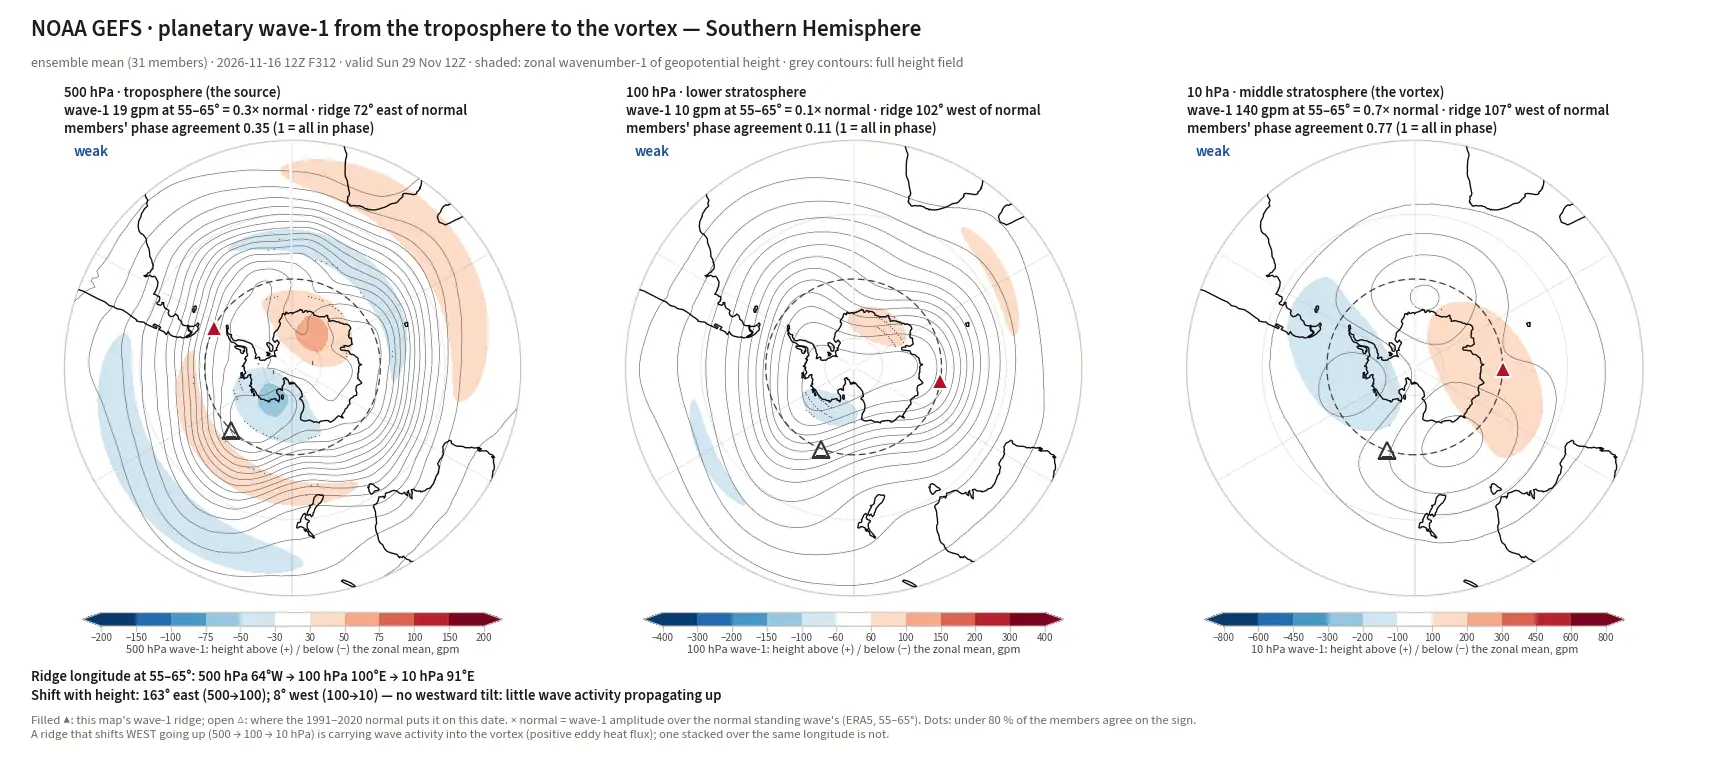 NOAA GEFS · planetary wave-1 from the troposphere to the vortex — Southern Hemisphere
ensemble mean (31 members) · 2026-11-16 12Z F312 · valid Sun 29 Nov 12Z · shaded: zonal wavenumber-1 of geopotential height · grey contours: full height field
500 hPa · troposphere (the source)
wave-1 19 gpm at 55–65° = 0.3× normal · ridge 72° east of normal
members' phase agreement 0.35 (1 = all in phase)
weak
100 hPa · lower stratosphere
wave-1 10 gpm at 55–65° = 0.1× normal · ridge 102° west of normal
members' phase agreement 0.11 (1 = all in phase)
weak
10 hPa · middle stratosphere (the vortex)
wave-1 140 gpm at 55–65° = 0.7× normal · ridge 107° west of normal
members' phase agreement 0.77 (1 = all in phase)
weak
−200 −150 −100 −75 −50 −30 30 50 75 100 150 200
500 hPa wave-1: height above (+) / below (−) the zonal mean, gpm
−400 −300 −200 −150 −100 −60 60 100 150 200 300 400
100 hPa wave-1: height above (+) / below (−) the zonal mean, gpm
−800 −600 −450 −300 −200 −100 100 200 300 450 600 800
10 hPa wave-1: height above (+) / below (−) the zonal mean, gpm
Ridge longitude at 55–65°: 500 hPa 64°W → 100 hPa 100°E → 10 hPa 91°E
Shift with height: 163° east (500→100); 8° west (100→10) — no westward tilt: little wave activity propagating up
Filled ▲: this map's wave-1 ridge; open △: where the 1991–2020 normal puts it on this date. × normal = wave-1 amplitude over the normal standing wave's (ERA5, 55–65°). Dots: under 80 % of the members agree on the sign.
A ridge that shifts WEST going up (500 → 100 → 10 hPa) is carrying wave activity into the vortex (positive eddy heat flux); one stacked over the same longitude is not.